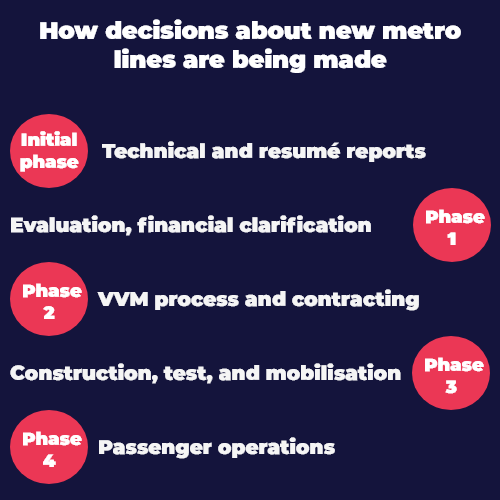 How decisions about new metro
lines are being made
Initial
phase
Technical and resumé reports
Evaluation, financial clarification
Phase
1
Phase
2
VVM process and contracting
Construction, test, and mobilisation
Phase
3
Phase
4
Passenger operations